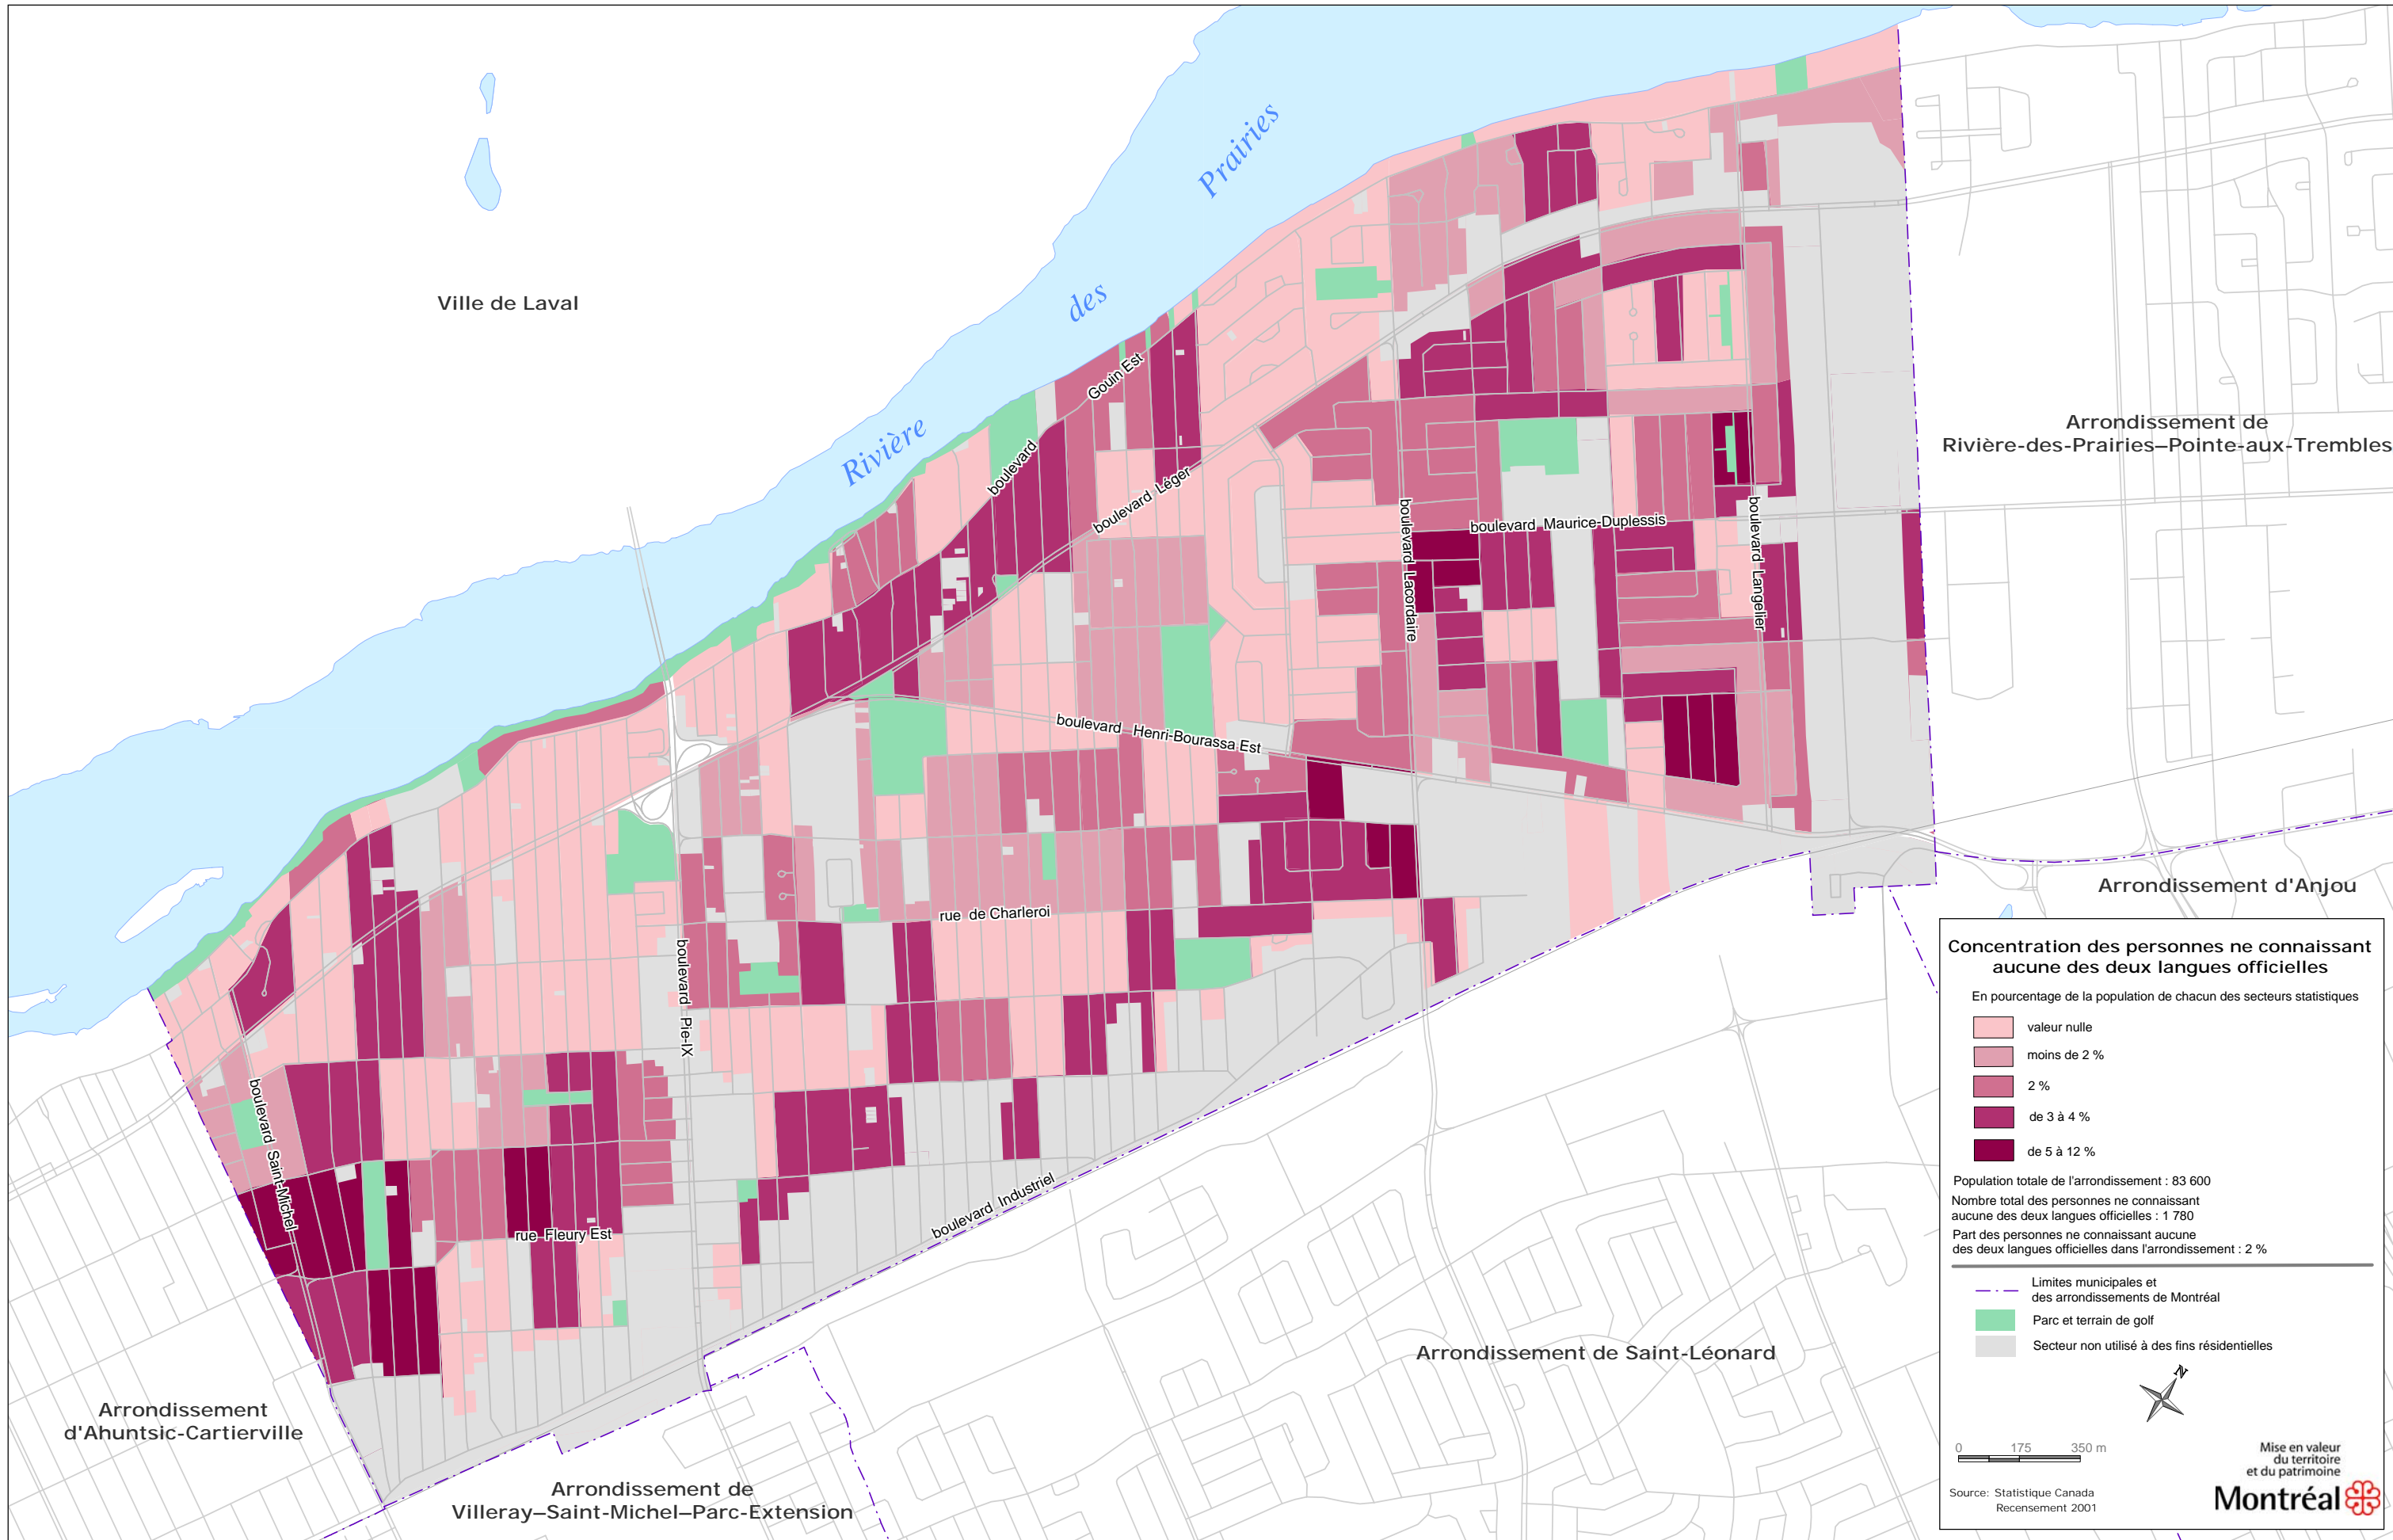 Ville de Laval
Rivière
des
Prairies
boulevard
Gouin Est
boulevard Léger
boulevard Lacordaire
boulevard Maurice-Duplessis
boulevard Langelier
boulevard Henri-Bourassa Est
rue de Charleroi
boulevard Pie-IX
boulevard Saint-Michel
rue Fleury Est
boulevard Industriel
Arrondissement de
Rivière-des-Prairies–Pointe-aux-Trembles
Arrondissement d'Anjou
Arrondissement de Saint-Léonard
Arrondissement
d'Ahuntsic-Cartierville
Arrondissement de
Villeray–Saint-Michel–Parc-Extension
Concentration des personnes ne connaissant
aucune des deux langues officielles
En pourcentage de la population de chacun des secteurs statistiques
valeur nulle
moins de 2 %
2 %
de 3 à 4 %
de 5 à 12 %
Population totale de l'arrondissement : 83 600
Nombre total des personnes ne connaissant
aucune des deux langues officielles : 1 780
Part des personnes ne connaissant aucune
des deux langues officielles dans l'arrondissement : 2 %
Limites municipales et
des arrondissements de Montréal
Parc et terrain de golf
Secteur non utilisé à des fins résidentielles
N
0 175 350 m
Source: Statistique Canada
Recensement 2001
Mise en valeur
du territoire
et du patrimoine
Montréal